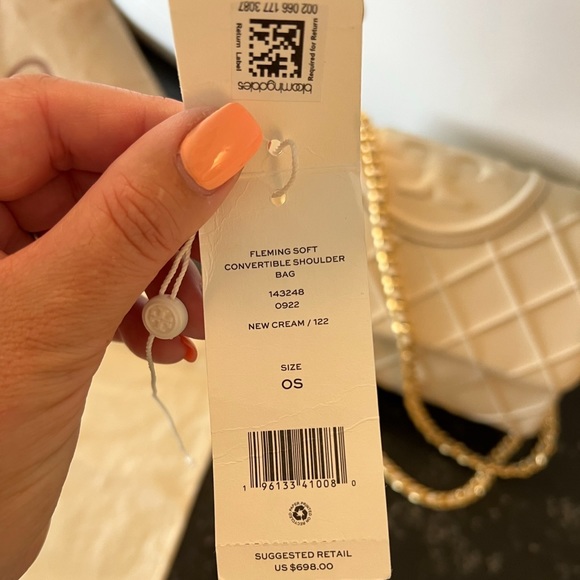 002 066 177 3087
Required for Return
Return Label
bloomingdales
FLEMING SOFT
CONVERTIBLE SHOULDER
BAG
143248
0922
NEW CREAM / 122
SIZE
OS
1 96133 41008 0
SUGGESTED RETAIL
US $698.00